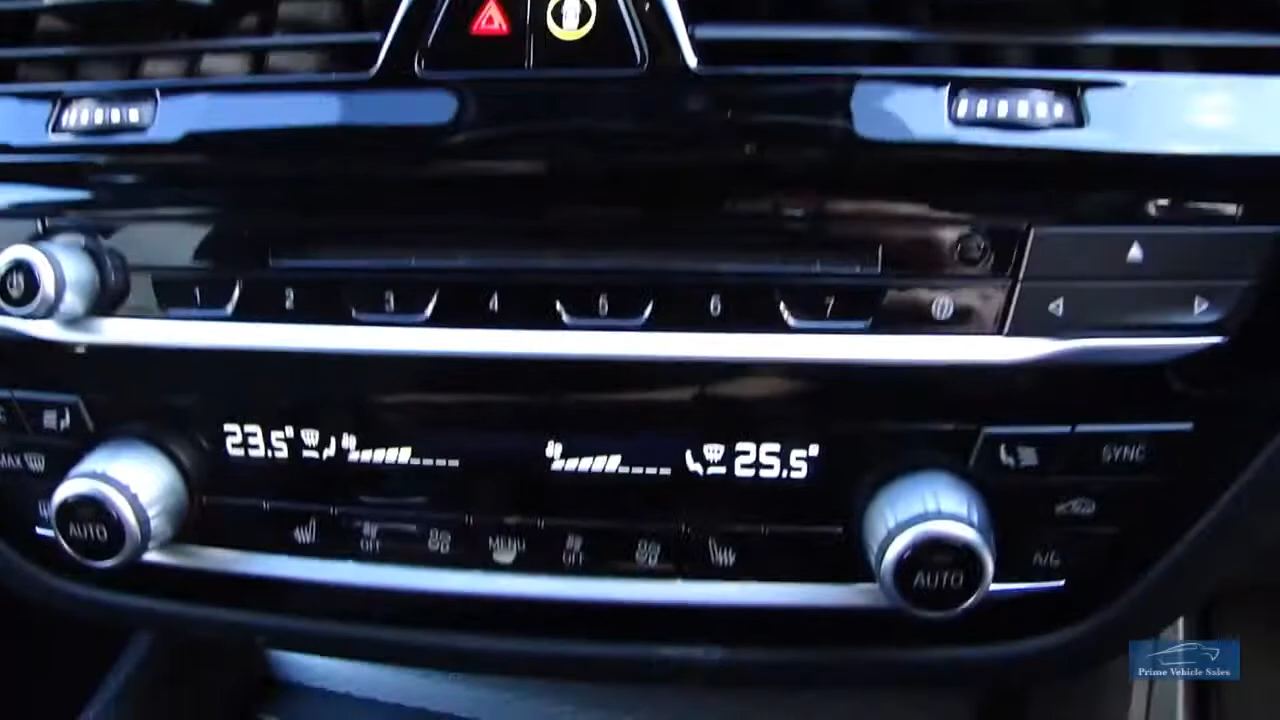 1 2 3 4 5 6 7
23.5°
25.5°
SYNC
MAX
AUTO
OFF
MENU
OFF
A/C
AUTO
Prime Vehicle Sales